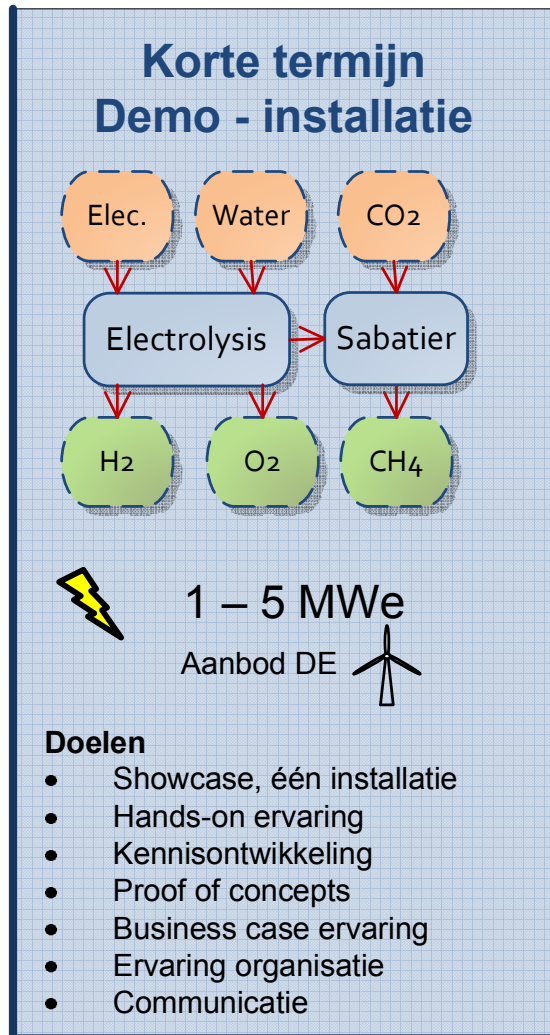 Korte termijn
Demo - installatie
Elec. Water CO2
Electrolysis Sabatier
H2 O2 CH4
1 – 5 MWe
Aanbod DE
Doelen
• Showcase, één installatie
• Hands-on ervaring
• Kennisontwikkeling
• Proof of concepts
• Business case ervaring
• Ervaring organisatie
• Communicatie